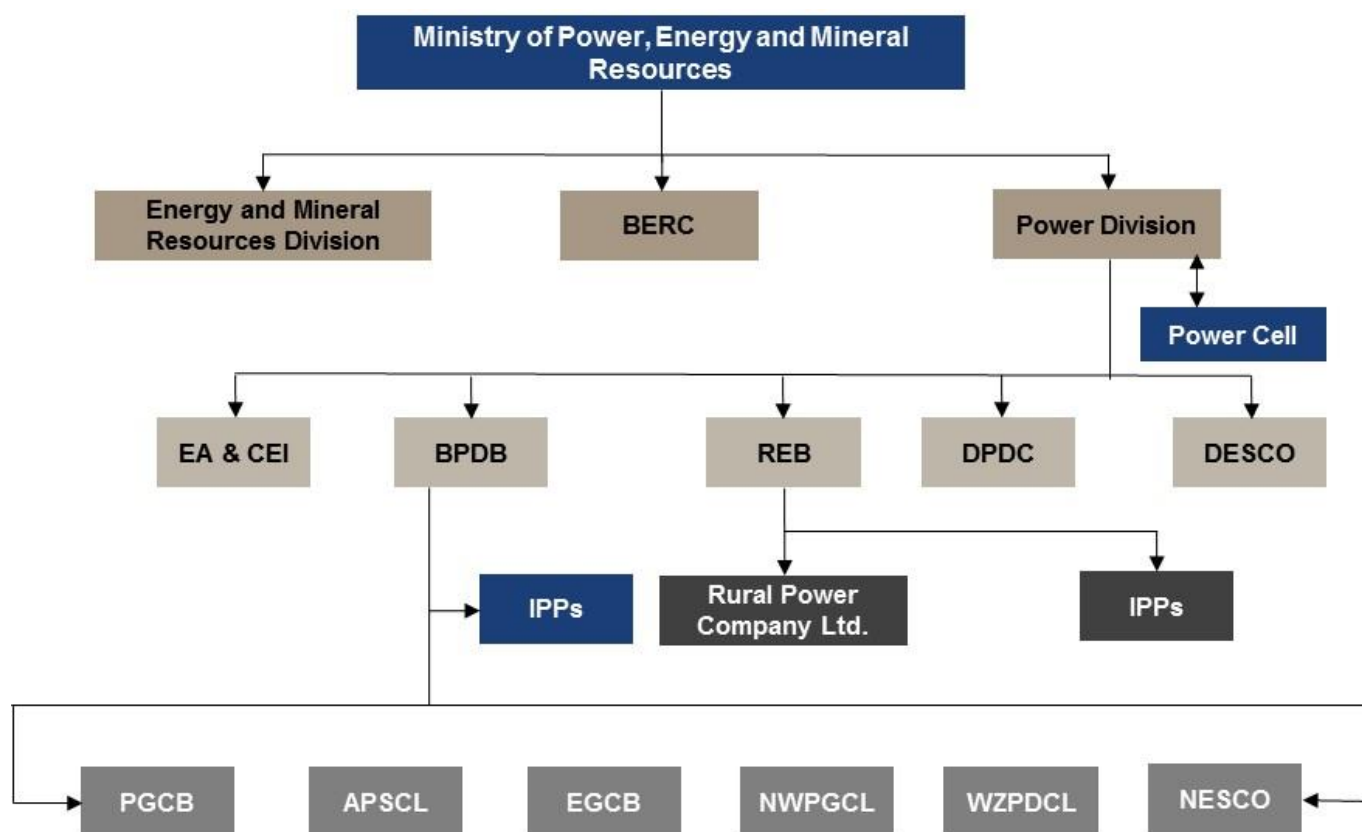 Ministry of Power, Energy and Mineral
Resources
Energy and Mineral
Resources Division
BERC
Power Division
Power Cell
EA & CEI
BPDB
REB
DPDC
DESCO
IPPs
Rural Power
Company Ltd.
IPPs
PGCB
APSCL
EGCB
NWPGCL
WZPDCL
NESCO